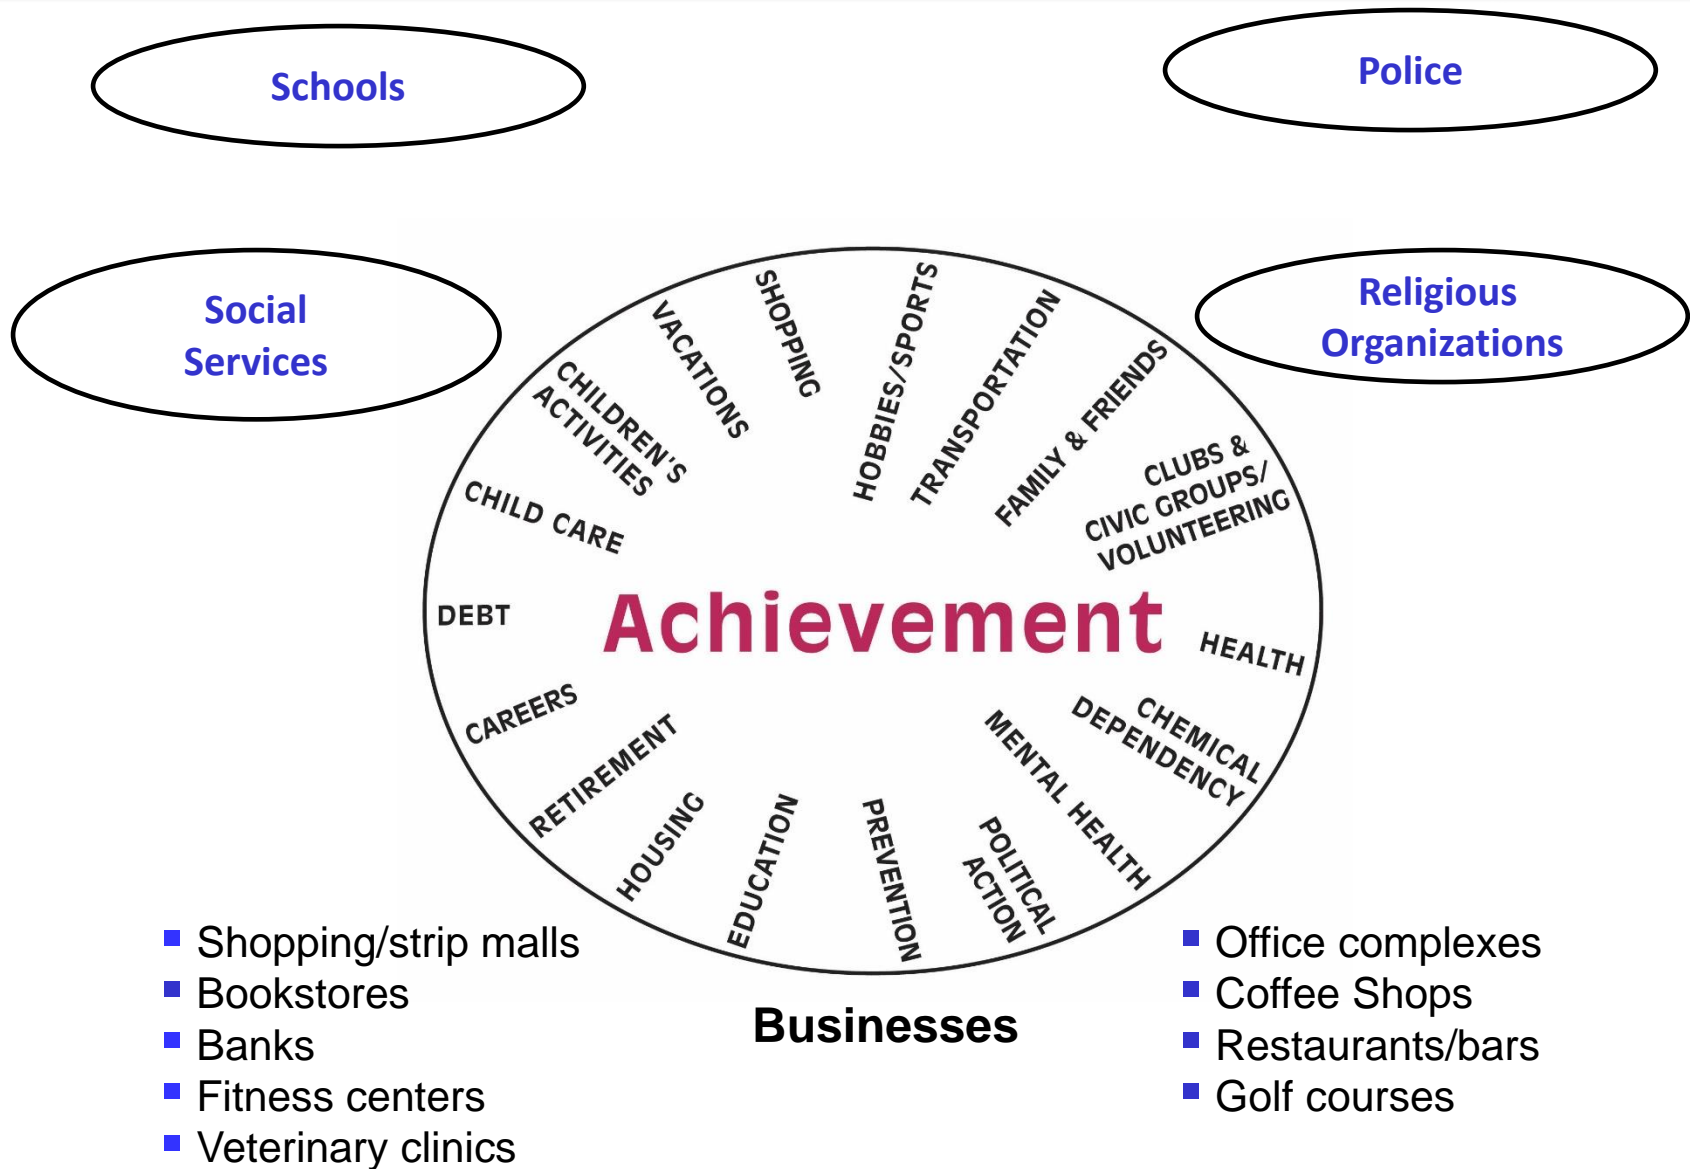 Schools
Police
Social
Services
Religious
Organizations
SHOPPING
HOBBIES/SPORTS
TRANSPORTATION
FAMILY & FRIENDS
CLUBS &
CIVIC GROUPS/
VOLUNTEERING
HEALTH
CHEMICAL
DEPENDENCY
MENTAL HEALTH
POLITICAL
ACTION
PREVENTION
EDUCATION
HOUSING
RETIREMENT
CAREERS
DEBT
CHILD CARE
CHILDREN'S
ACTIVITIES
VACATIONS
Achievement
Businesses
Shopping/strip malls
Bookstores
Banks
Fitness centers
Veterinary clinics
Office complexes
Coffee Shops
Restaurants/bars
Golf courses